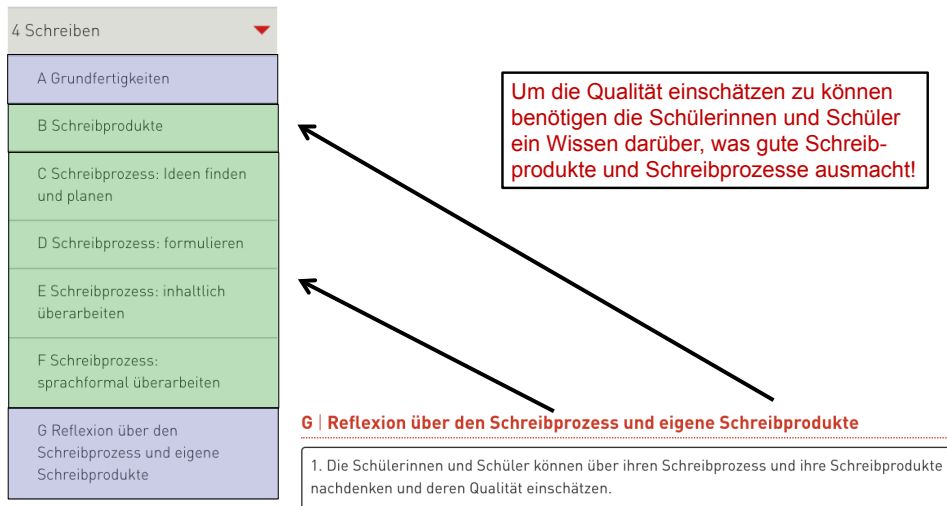 4 Schreiben
A Grundfertigkeiten
B Schreibprodukte
C Schreibprozess: Ideen finden
und planen
D Schreibprozess: formulieren
E Schreibprozess: inhaltlich
überarbeiten
F Schreibprozess:
sprachformal überarbeiten
G Reflexion über den
Schreibprozess und eigene
Schreibprodukte
Um die Qualität einschätzen zu können
benötigen die Schülerinnen und Schüler
ein Wissen darüber, was gute Schreib-
produkte und Schreibprozesse ausmacht!
G | Reflexion über den Schreibprozess und eigene Schreibprodukte
1. Die Schülerinnen und Schüler können über ihren Schreibprozess und ihre Schreibprodukte
nachdenken und deren Qualität einschätzen.